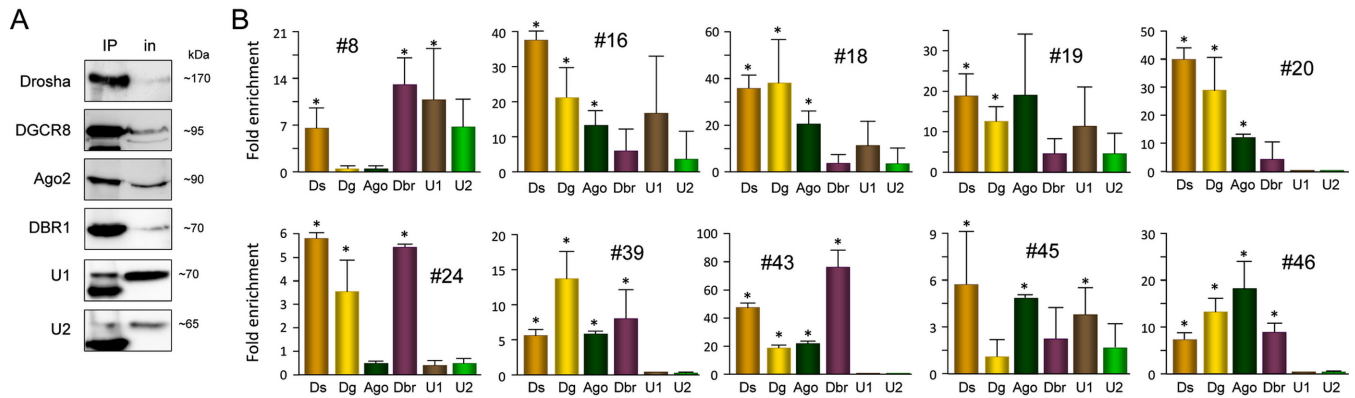 A
IP in
kDa
Drosha ~170
DGCR8 ~95
Ago2 ~90
DBR1 ~70
U1 ~70
U2 ~65
B
Fold enrichment
21
14
7
0
#8
* * *
Ds Dg Ago Dbr U1 U2
40
30
20
10
0
#16
* * *
Ds Dg Ago Dbr U1 U2
60
40
20
0
#18
* * *
Ds Dg Ago Dbr U1 U2
30
20
10
0
#19
* *
Ds Dg Ago Dbr U1 U2
50
40
30
20
10
0
#20
* * *
Ds Dg Ago Dbr U1 U2
Fold enrichment
6
5
4
3
2
1
0
#24
* * *
Ds Dg Ago Dbr U1 U2
20
15
10
5
0
#39
* * * *
Ds Dg Ago Dbr U1 U2
100
80
60
40
20
0
#43
* * * *
Ds Dg Ago Dbr U1 U2
9
6
3
0
#45
* * *
Ds Dg Ago Dbr U1 U2
30
20
10
0
#46
* * * *
Ds Dg Ago Dbr U1 U2